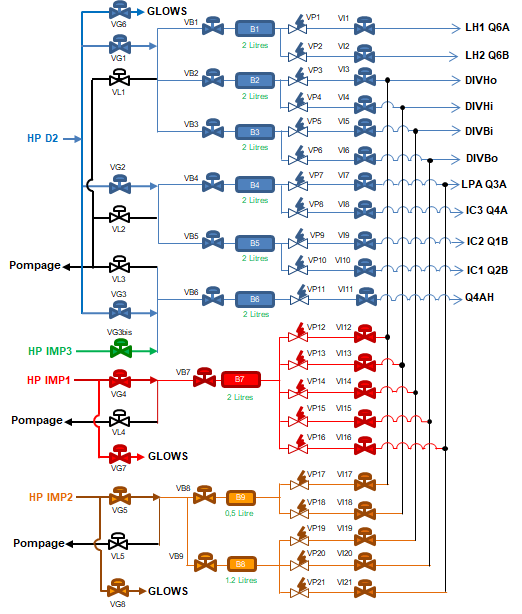 VG6 GLOWS
VB1 B1 2 Litres VP1 VI1 LH1 Q6A
VG1
VP2 VI2 LH2 Q6B
VL1
VB2 B2 2 Litres VP3 VI3 DIVHo
VP4 VI4 DIVHi
HP D2
VB3 B3 2 Litres VP5 VI5 DIVBi
VP6 VI6 DIVBo
VG2
VB4 B4 2 Litres VP7 VI7 LPA Q3A
VP8 VI8 IC3 Q4A
VL2
VB5 B5 2 Litres VP9 VI9 IC2 Q1B
Pompage VL3
VP10 VI10 IC1 Q2B
VG3
VB6 B6 2 Litres VP11 VI11 Q4AH
VG3bis
HP IMP3
VP12 VI12
HP IMP1 VG4
VB7 B7 2 Litres VP13 VI13
VP14 VI14
Pompage VL4
VP15 VI15
VP16 VI16
VG7 GLOWS
HP IMP2 VG5
VB8 B9 0,5 Litre VP17 VI17
VP18 VI18
Pompage VL5
VP19 VI19
VB9 B8 1,2 Litres VP20 VI20
VG8 GLOWS
VP21 VI21